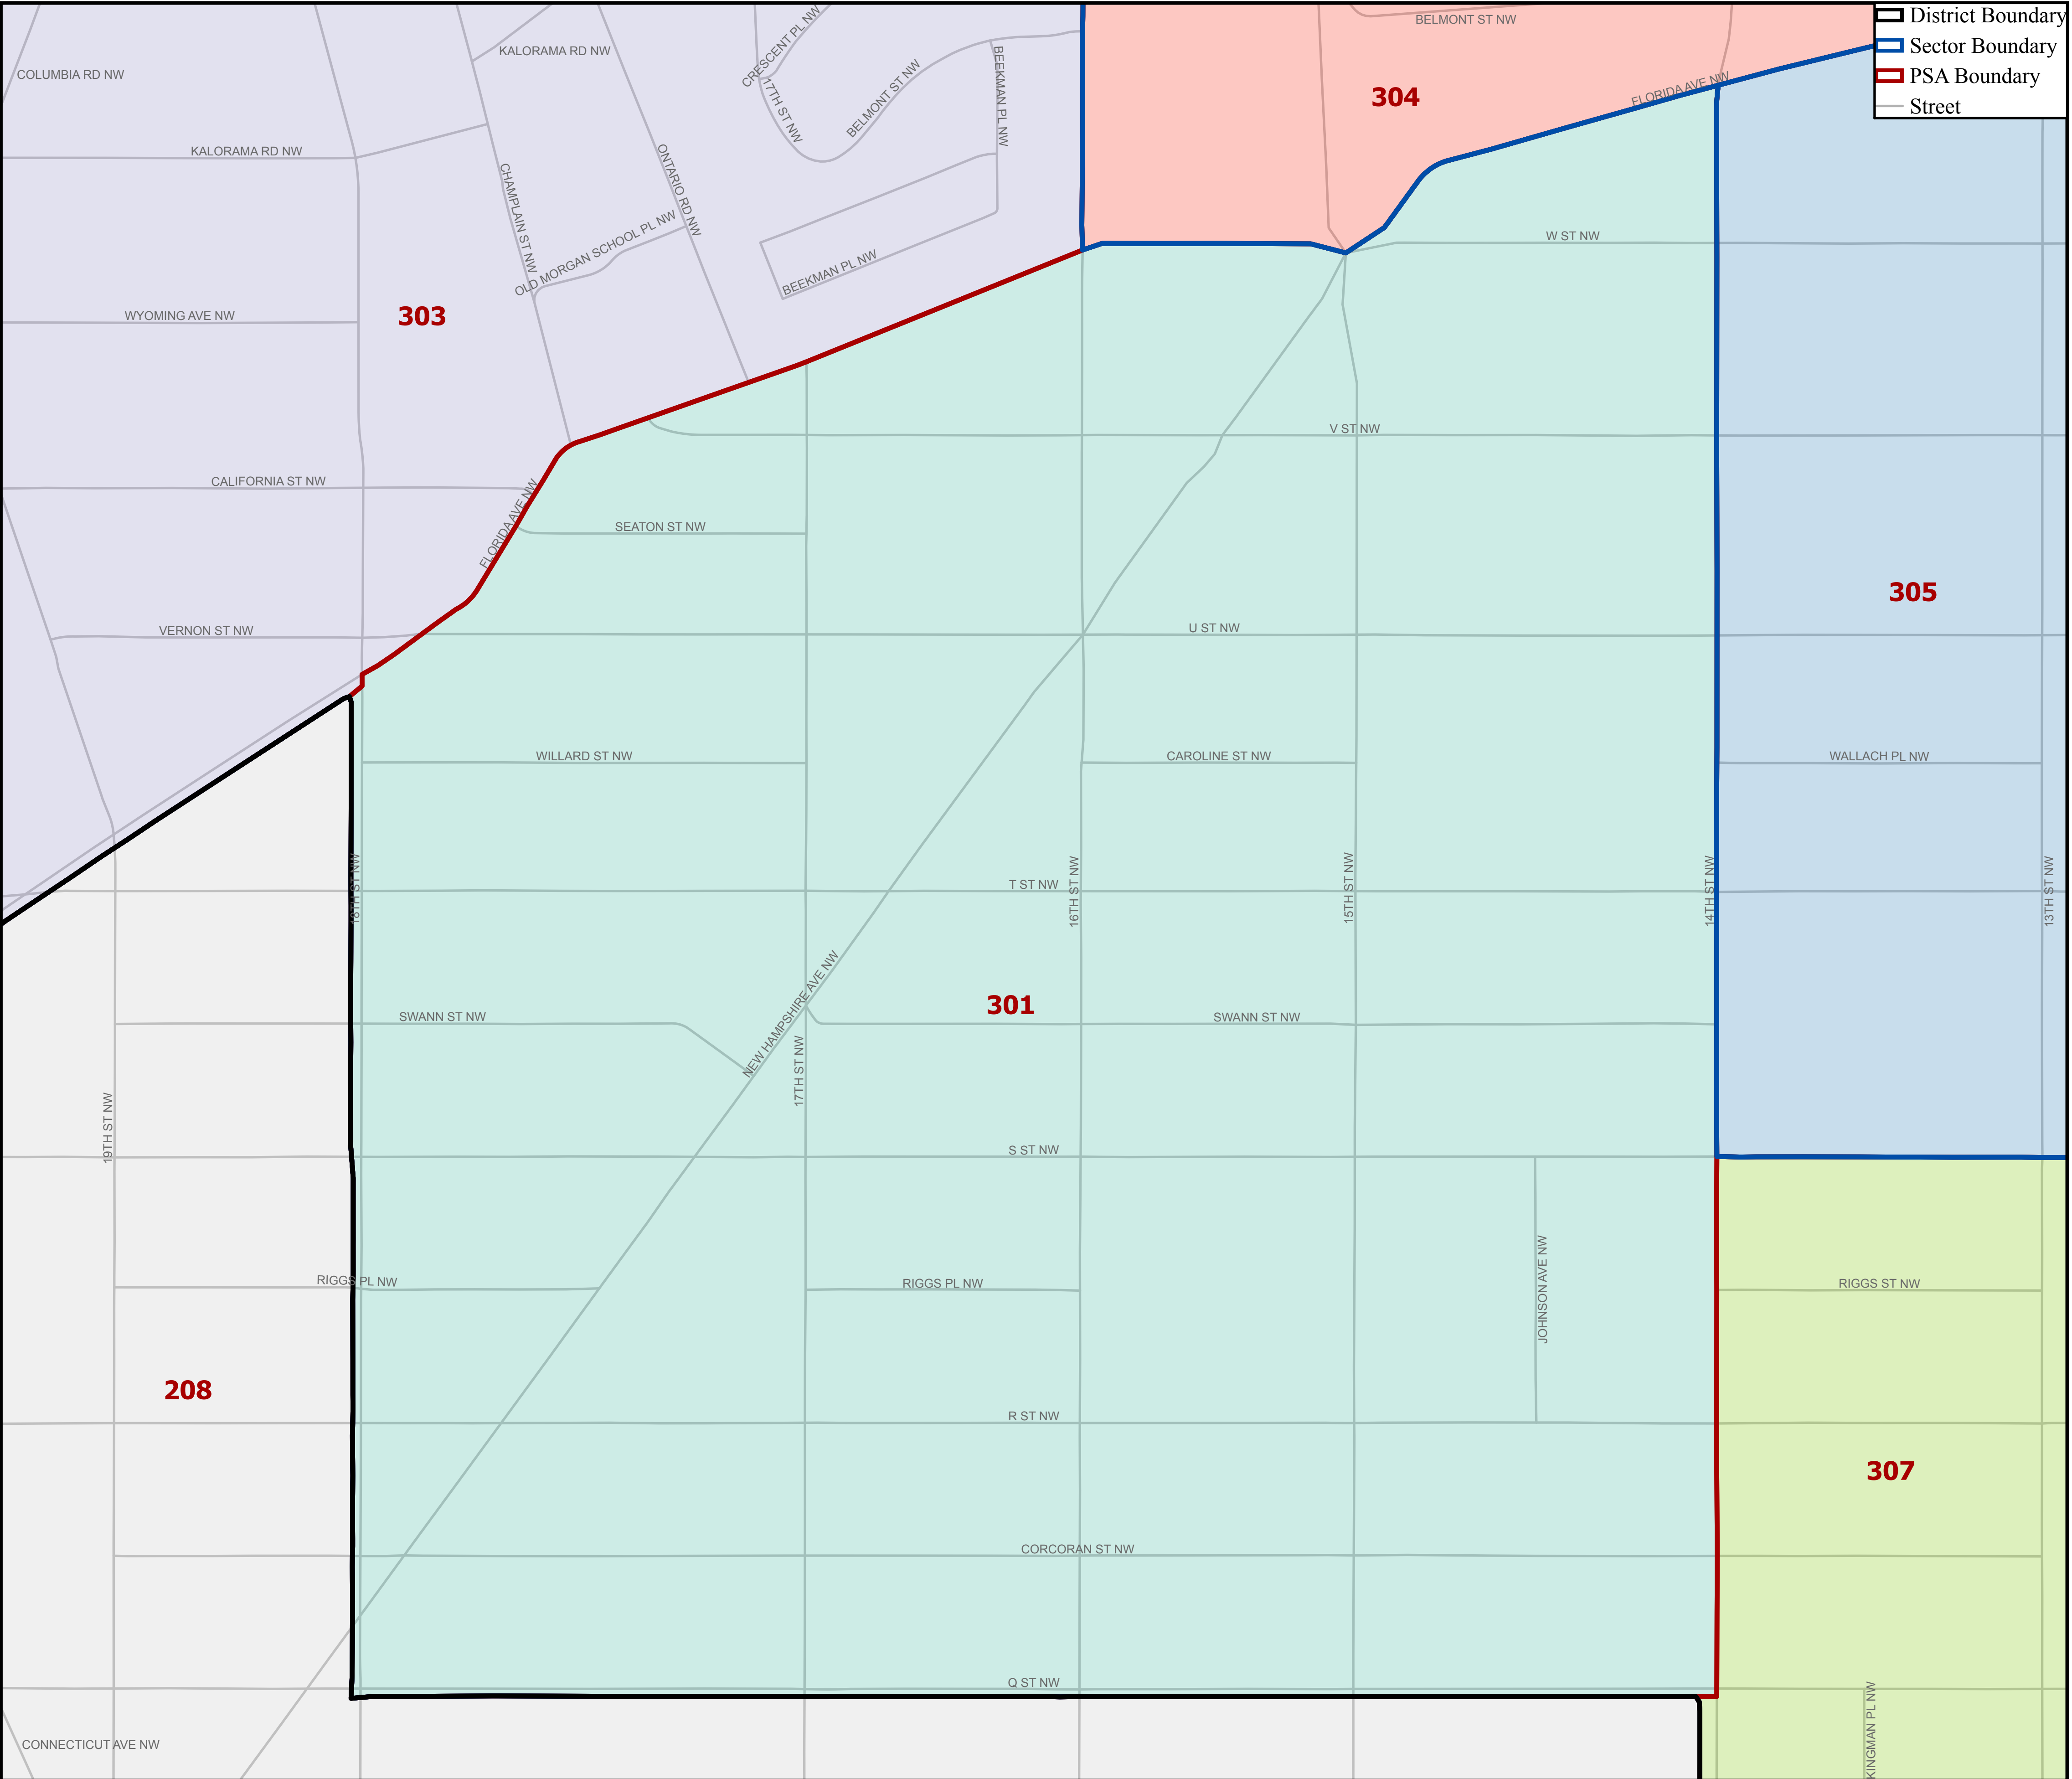 District Boundary
Sector Boundary
PSA Boundary
Street
BELMONT ST NW
CRESCENT PL NW
KALORAMA RD NW
COLUMBIA RD NW
17TH ST NW
BELMONT ST NW
BEEKMAN PL NW
304
FLORIDA AVE NW
KALORAMA RD NW
CHAMPLAIN ST NW
ONTARIO RD NW
OLD MORGAN SCHOOL PL NW
W ST NW
BEEKMAN PL NW
WYOMING AVE NW
303
V ST NW
CALIFORNIA ST NW
FLORIDA AVE NW
SEATON ST NW
305
VERNON ST NW
U ST NW
WILLARD ST NW
CAROLINE ST NW
WALLACH PL NW
18TH ST NW
T ST NW
16TH ST NW
15TH ST NW
14TH ST NW
13TH ST NW
NEW HAMPSHIRE AVE NW
301
SWANN ST NW
SWANN ST NW
17TH ST NW
19TH ST NW
S ST NW
RIGGS PL NW
RIGGS PL NW
JOHNSON AVE NW
RIGGS ST NW
208
R ST NW
307
CORCORAN ST NW
Q ST NW
KINGMAN PL NW
CONNECTICUT AVE NW